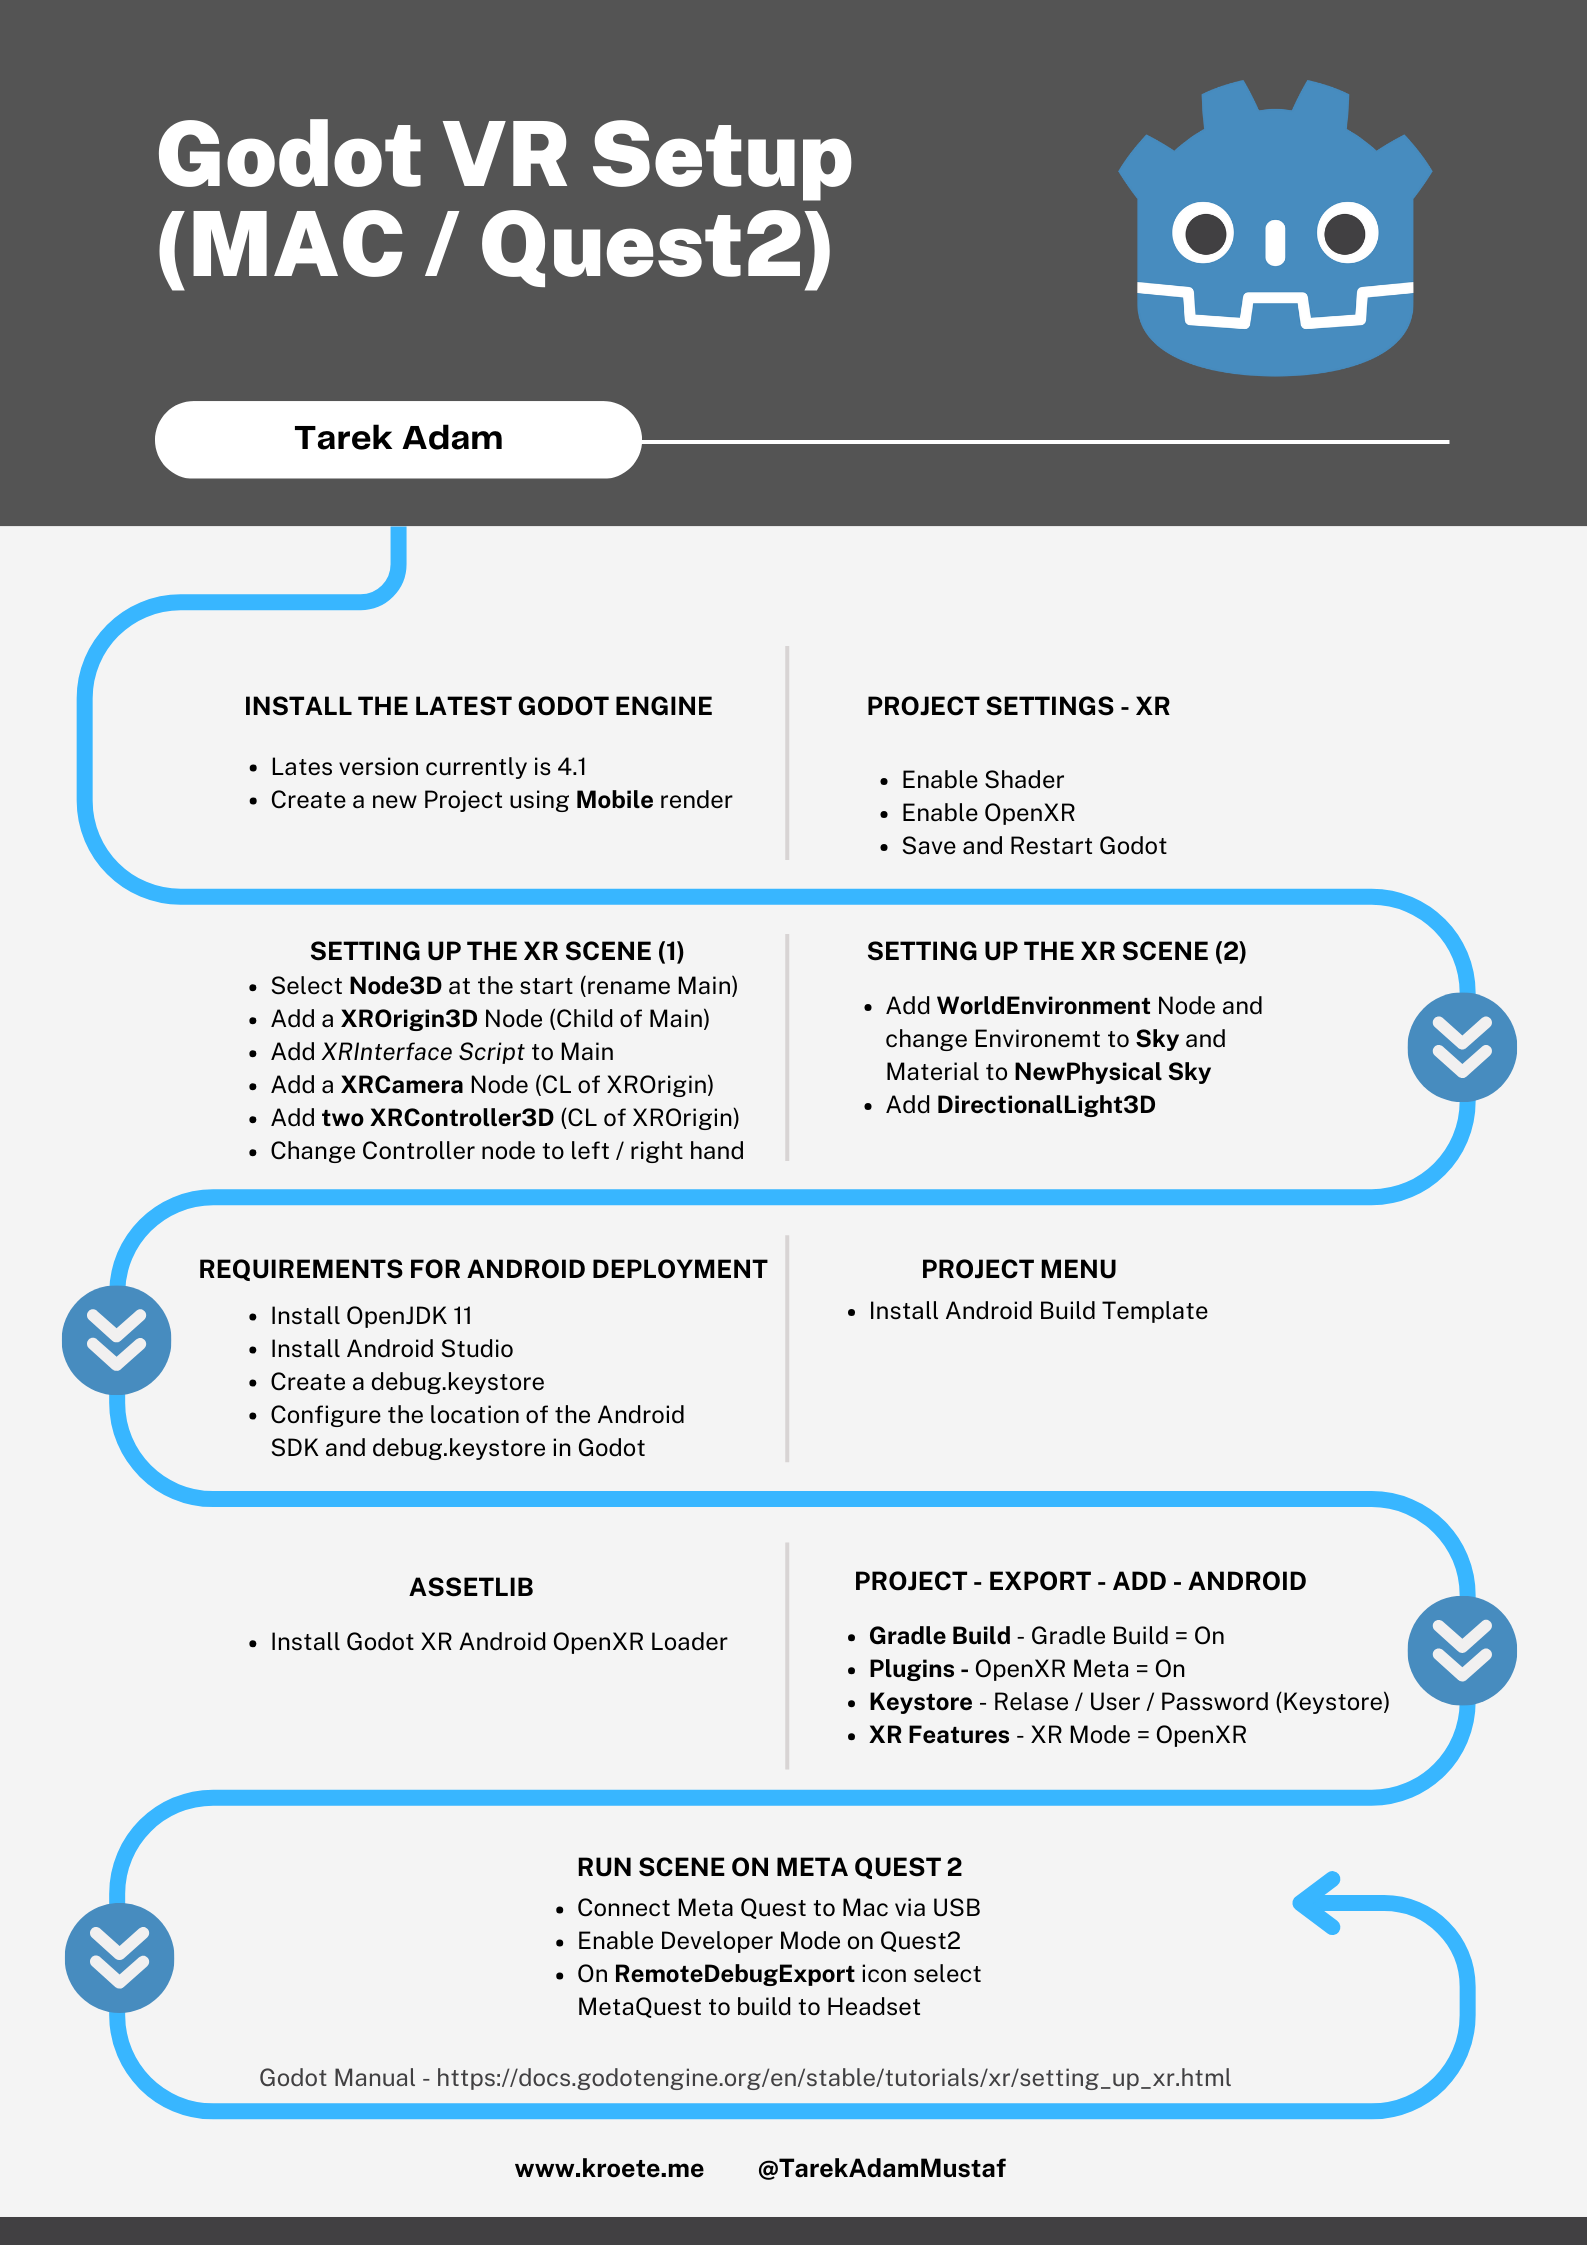 Godot VR Setup
(MAC / Quest2)
Tarek Adam
INSTALL THE LATEST GODOT ENGINE
• Lates version currently is 4.1
• Create a new Project using Mobile render
PROJECT SETTINGS - XR
• Enable Shader
• Enable OpenXR
• Save and Restart Godot
SETTING UP THE XR SCENE (1)
• Select Node3D at the start (rename Main)
• Add a XROrigin3D Node (Child of Main)
• Add XRInterface Script to Main
• Add a XRCamera Node (CL of XROrigin)
• Add two XRController3D (CL of XROrigin)
• Change Controller node to left / right hand
SETTING UP THE XR SCENE (2)
• Add WorldEnvironment Node and
change Environemt to Sky and
Material to NewPhysical Sky
• Add DirectionalLight3D
REQUIREMENTS FOR ANDROID DEPLOYMENT
• Install OpenJDK 11
• Install Android Studio
• Create a debug.keystore
• Configure the location of the Android
SDK and debug.keystore in Godot
PROJECT MENU
• Install Android Build Template
ASSETLIB
• Install Godot XR Android OpenXR Loader
PROJECT - EXPORT - ADD - ANDROID
• Gradle Build - Gradle Build = On
• Plugins - OpenXR Meta = On
• Keystore - Relase / User / Password (Keystore)
• XR Features - XR Mode = OpenXR
RUN SCENE ON META QUEST 2
• Connect Meta Quest to Mac via USB
• Enable Developer Mode on Quest2
• On RemoteDebugExport icon select
MetaQuest to build to Headset
Godot Manual - https://docs.godotengine.org/en/stable/tutorials/xr/setting_up_xr.html
www.kroete.me @TarekAdamMustaf